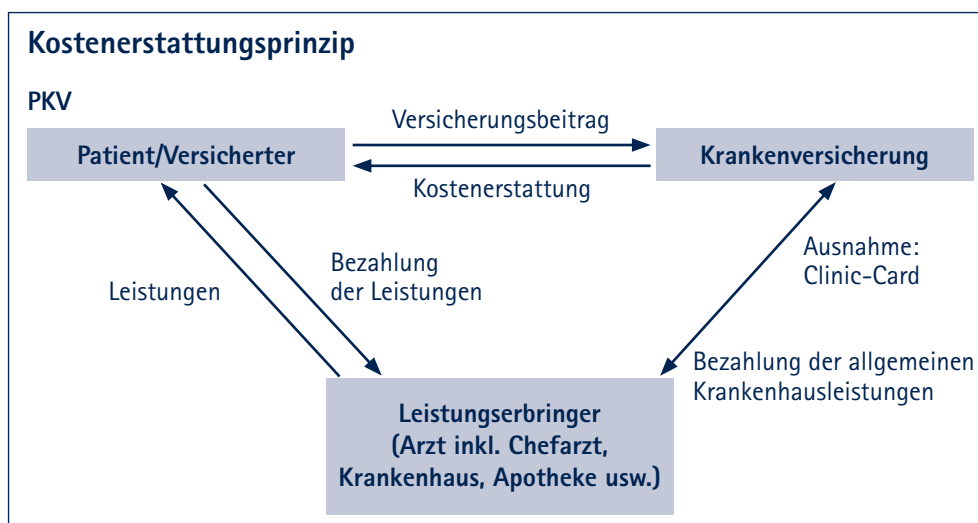 Kostenerstattungsprinzip
PKV
Versicherungsbeitrag
Patient/Versicherter
Krankenversicherung
Kostenerstattung
Ausnahme:
Clinic-Card
Leistungen
Bezahlung
der Leistungen
Bezahlung der allgemeinen
Krankenhausleistungen
Leistungserbringer
(Arzt inkl. Chefarzt,
Krankenhaus, Apotheke usw.)